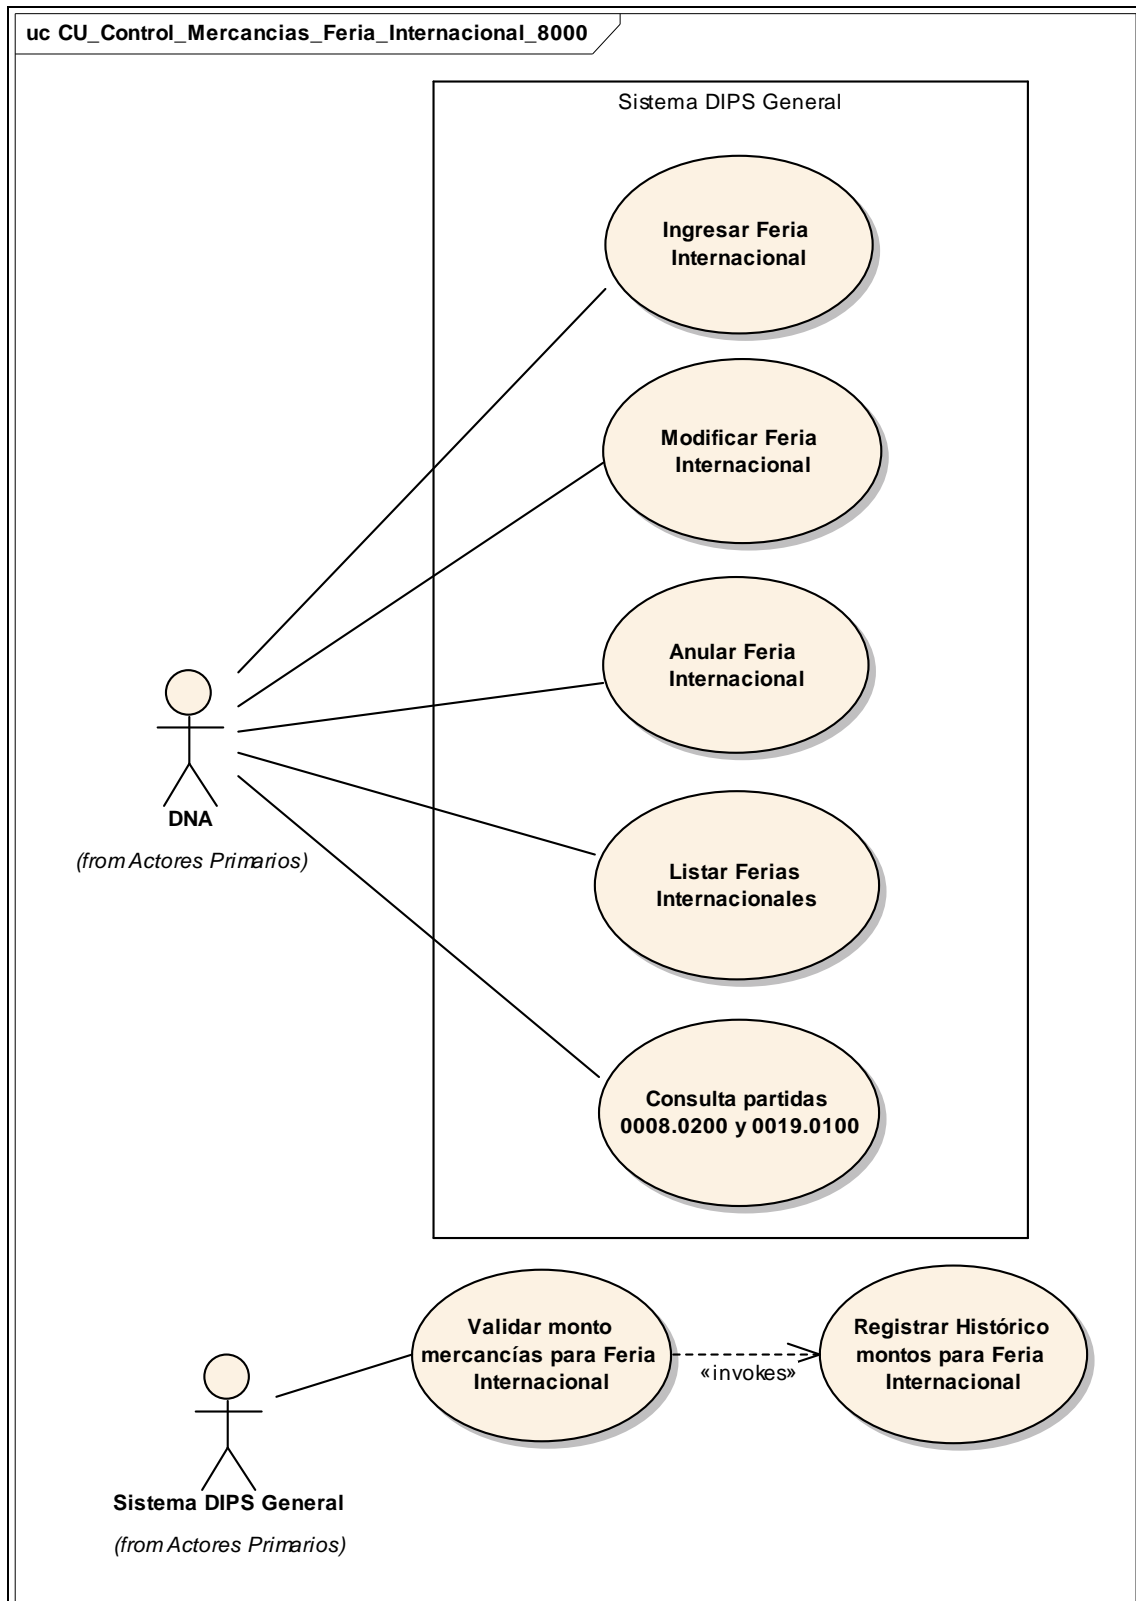 uc CU_Control_Mercancias_Feria_Internacional_8000
Sistema DIPS General
Ingresar Feria
Internacional
Modificar Feria
Internacional
Anular Feria
Internacional
DNA
(from Actores Primarios)
Listar Ferias
Internacionales
Consulta partidas
0008.0200 y 0019.0100
Validar monto
mercancías para Feria
Internacional
«invokes»
Registrar Histórico
montos para Feria
Internacional
Sistema DIPS General
(from Actores Primarios)